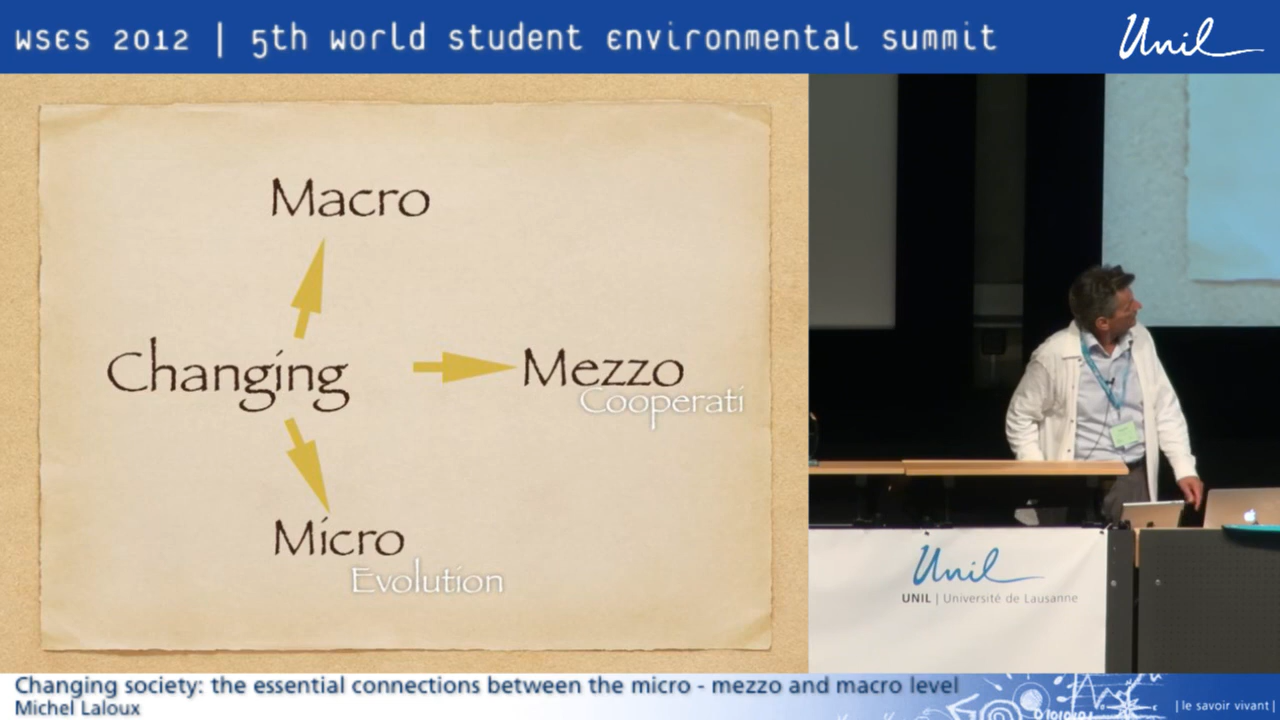 WSES 2012 | 5th World Student Environmental Summit
Unil
Macro
Changing
Mezzo
Cooperati
Micro
Evolution
Unil
UNIL | Université de Lausanne
Changing society: the essential connections between the micro - mezzo and macro level
Michel Laloux
| le savoir vivant |